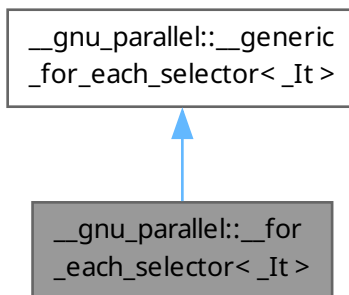 __gnu_parallel::__generic
_for_each_selector< _It >
__gnu_parallel::__for
_each_selector< _It >